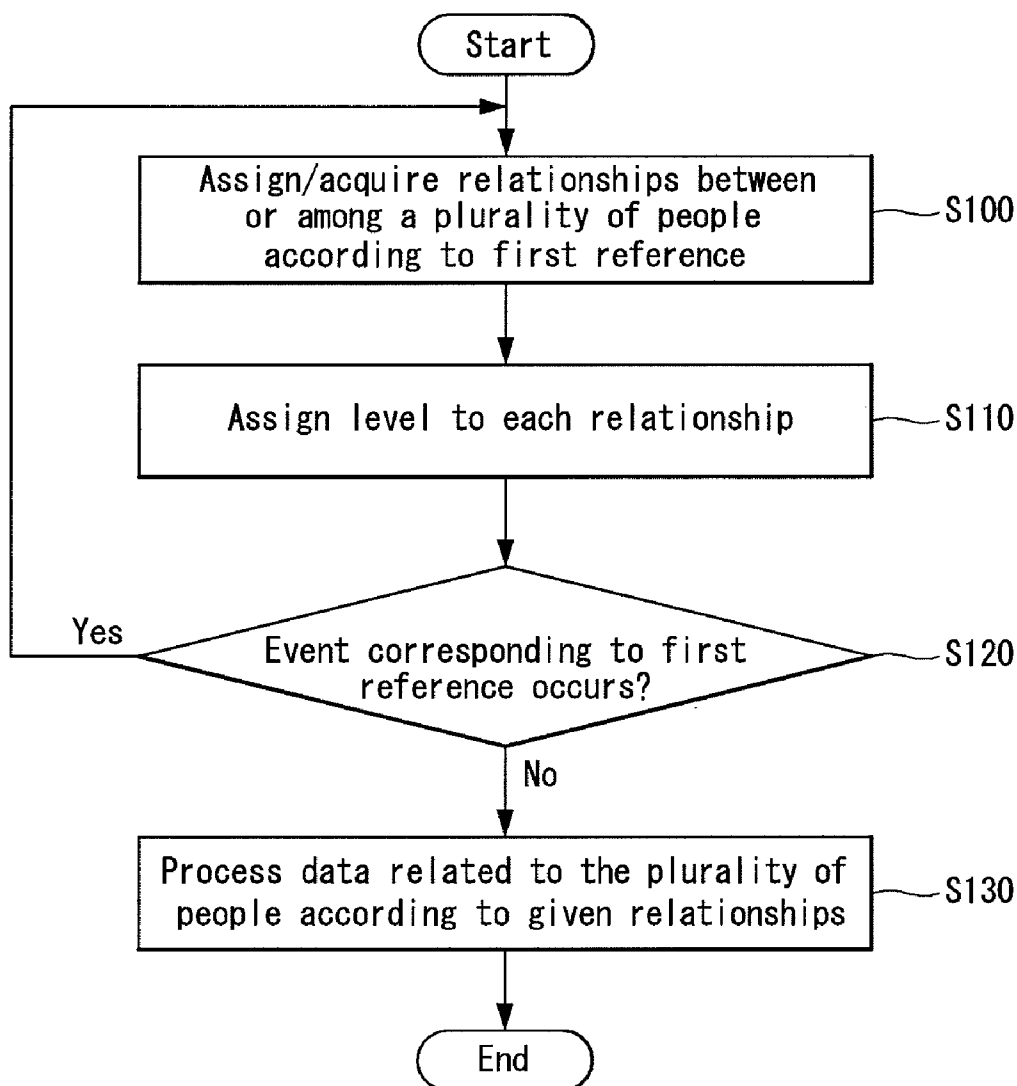 Start
Assign/acquire relationships between
or among a plurality of people
according to first reference
S100
Assign level to each relationship
S110
Yes
Event corresponding to first
reference occurs?
S120
No
Process data related to the plurality of
people according to given relationships
S130
End